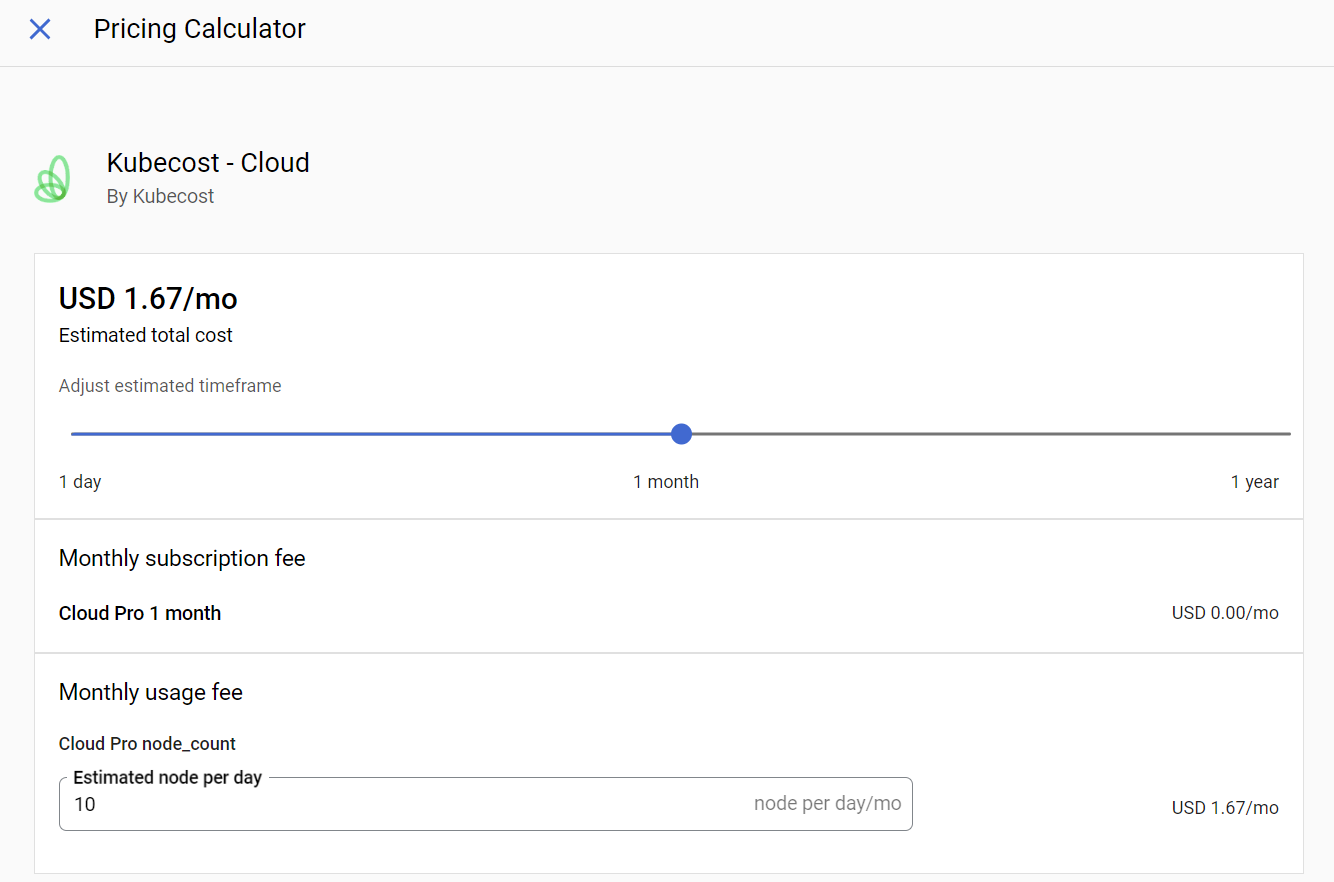 Pricing Calculator
Kubecost - Cloud
By Kubecost
USD 1.67/mo
Estimated total cost
Adjust estimated timeframe
1 day 1 month 1 year
Monthly subscription fee
Cloud Pro 1 month USD 0.00/mo
Monthly usage fee
Cloud Pro node_count
Estimated node per day
10 node per day/mo USD 1.67/mo